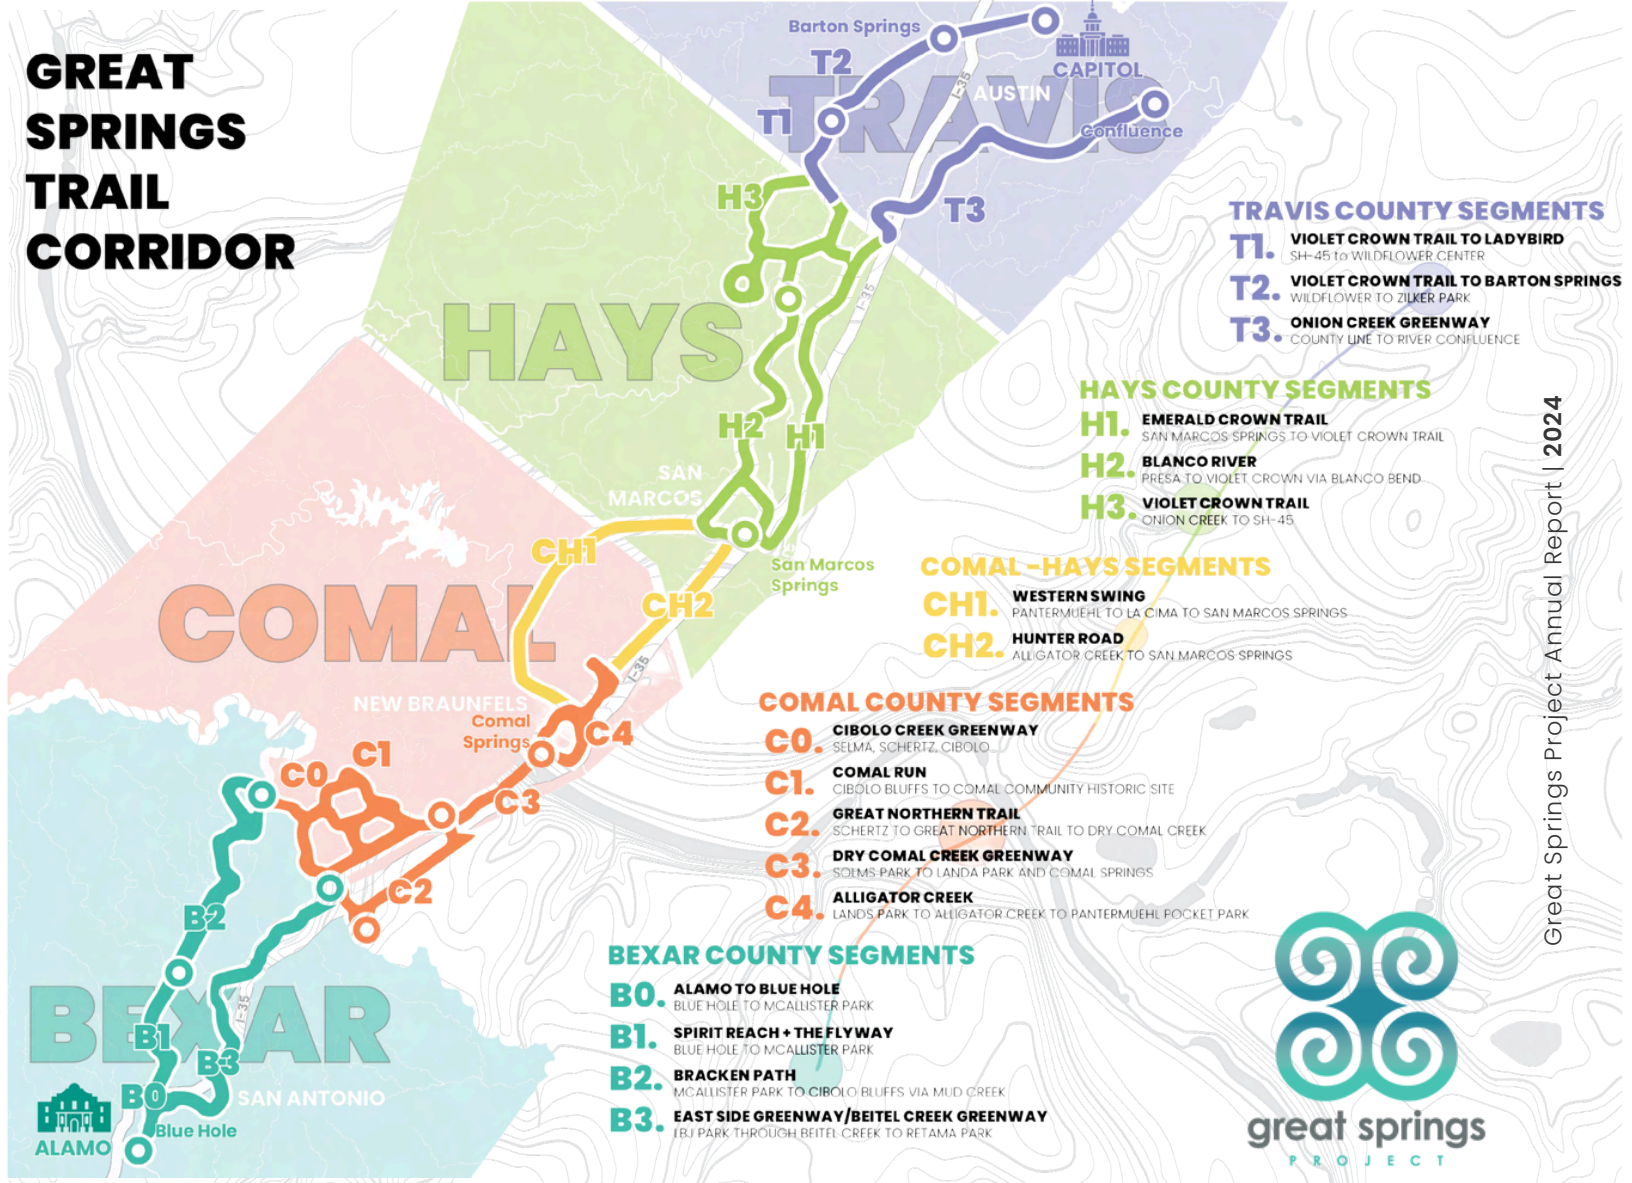 GREAT
SPRINGS
TRAIL
CORRIDOR
Barton Springs
T2
CAPITOL
TRAVIS
I-35
AUSTIN
T1
Confluence
H3
T3
HAYS
I-35
H2
H1
SAN
MARCOS
CH1
San Marcos
Springs
CH2
COMAL
I-35
NEW BRAUNFELS
Comal
Springs
C4
C1
C0
C3
C2
B2
BEXAR
I-35
B1
B3
B0
SAN ANTONIO
Blue Hole
ALAMO
TRAVIS COUNTY SEGMENTS
T1. VIOLET CROWN TRAIL TO LADYBIRD
SH-45 to WILDFLOWER CENTER
T2. VIOLET CROWN TRAIL TO BARTON SPRINGS
WILDFLOWER TO ZILKER PARK
T3. ONION CREEK GREENWAY
COUNTY LINE TO RIVER CONFLUENCE
HAYS COUNTY SEGMENTS
H1. EMERALD CROWN TRAIL
SAN MARCOS SPRINGS TO VIOLET CROWN TRAIL
H2. BLANCO RIVER
PRESA TO VIOLET CROWN VIA BLANCO BEND
H3. VIOLET CROWN TRAIL
ONION CREEK TO SH-45
COMAL -HAYS SEGMENTS
CH1. WESTERN SWING
PANTERMUEHL TO LA CIMA TO SAN MARCOS SPRINGS
CH2. HUNTER ROAD
ALLIGATOR CREEK TO SAN MARCOS SPRINGS
COMAL COUNTY SEGMENTS
C0. CIBOLO CREEK GREENWAY
SELMA, SCHERTZ, CIBOLO
C1. COMAL RUN
CIBOLO BLUFFS TO COMAL COMMUNITY HISTORIC SITE
C2. GREAT NORTHERN TRAIL
SCHERTZ TO GREAT NORTHERN TRAIL TO DRY COMAL CREEK
C3. DRY COMAL CREEK GREENWAY
SOLMS PARK TO LANDA PARK AND COMAL SPRINGS
C4. ALLIGATOR CREEK
LANDS PARK TO ALLIGATOR CREEK TO PANTERMUEHL POCKET PARK
BEXAR COUNTY SEGMENTS
B0. ALAMO TO BLUE HOLE
BLUE HOLE TO MCALLISTER PARK
B1. SPIRIT REACH + THE FLYWAY
BLUE HOLE TO MCALLISTER PARK
B2. BRACKEN PATH
MCALLISTER PARK TO CIBOLO BLUFFS VIA MUD CREEK
B3. EAST SIDE GREENWAY/BEITEL CREEK GREENWAY
LBJ PARK THROUGH BEITEL CREEK TO RETAMA PARK
Great Springs Project Annual Report | 2024
great springs
PROJECT